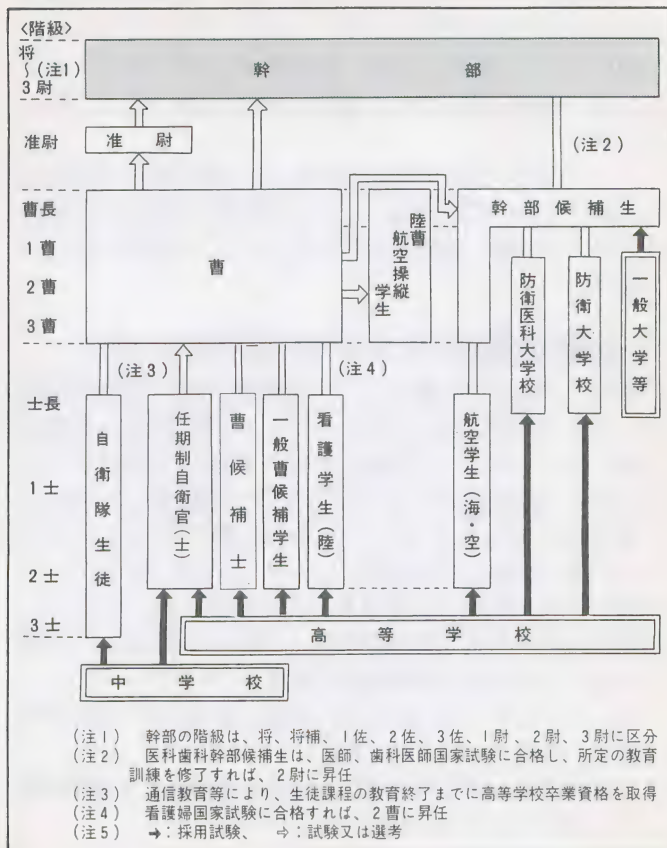 〈階級〉
将
〜(注1)
3尉
幹部
准尉
准尉
(注2)
曹長
1曹
2曹
3曹
曹
陸曹
航空操縦
学生
幹部候補生
防衛医科大学校
防衛大学校
一般大学等
(注3)
(注4)
士長
1士
2士
3士
自衛隊生徒
任期制自衛官(士)
曹候補士
一般曹候補学生
看護学生(陸)
航空学生(海・空)
高等学校
中学校
(注1) 幹部の階級は、将、将補、1佐、2佐、3佐、1尉、2尉、3尉に区分
(注2) 医科歯科幹部候補生は、医師、歯科医師国家試験に合格し、所定の教育
訓練を修了すれば、2尉に昇任
(注3) 通信教育等により、生徒課程の教育終了までに高等学校卒業資格を取得
(注4) 看護婦国家試験に合格すれば、2曹に昇任
(注5) →:採用試験、 ⇨:試験又は選考